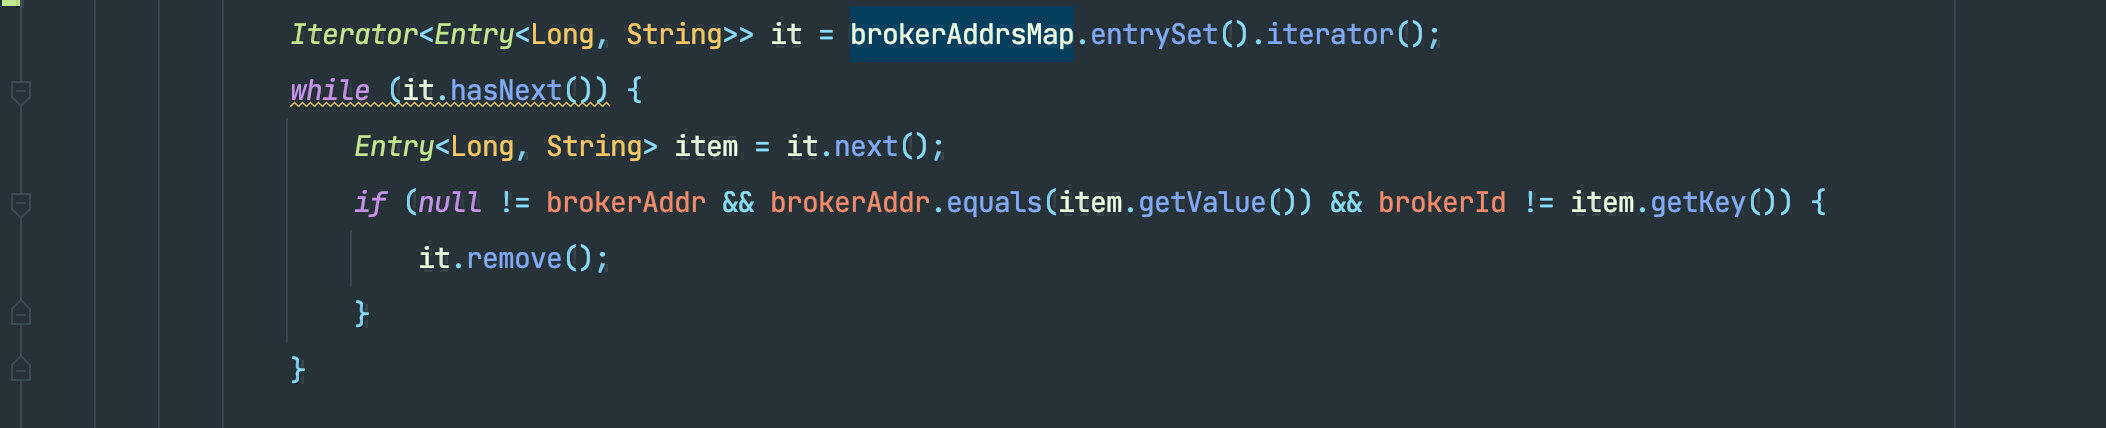 Iterator<Entry<Long, String>> it = brokerAddrsMap.entrySet().iterator();
while (it.hasNext()) {
    Entry<Long, String> item = it.next();
    if (null != brokerAddr && brokerAddr.equals(item.getValue()) && brokerId != item.getKey()) {
        it.remove();
    }
}